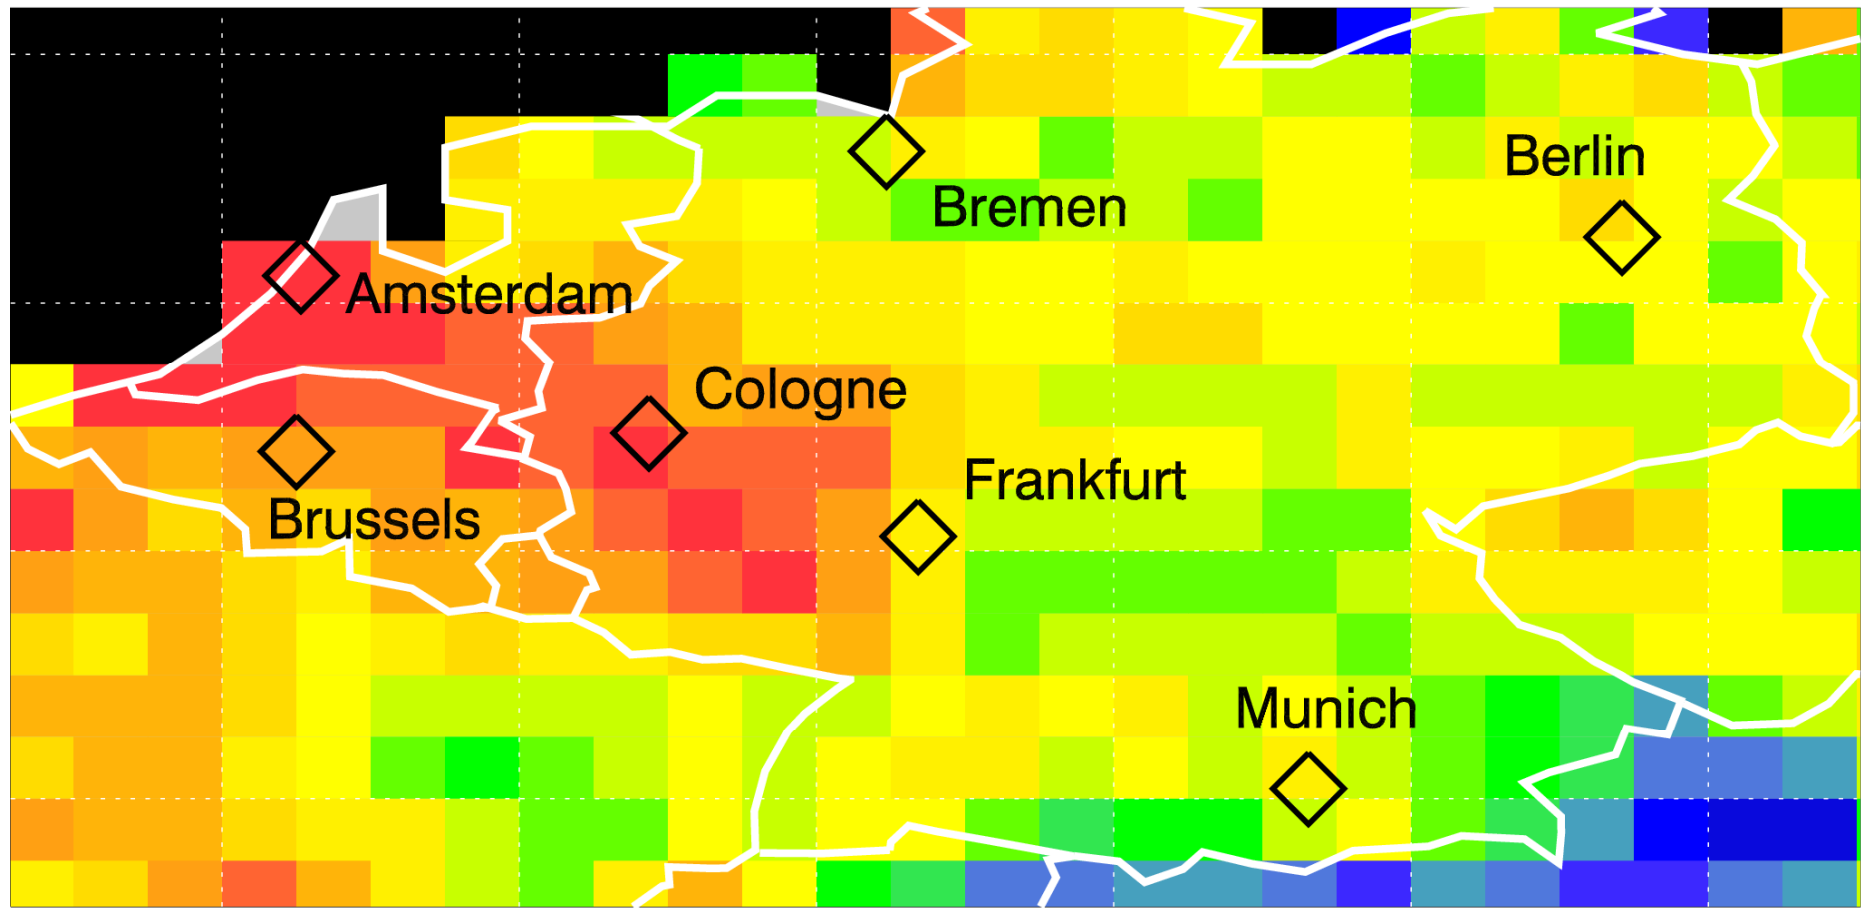 Berlin
Bremen
Amsterdam
Cologne
Frankfurt
Brussels
Munich